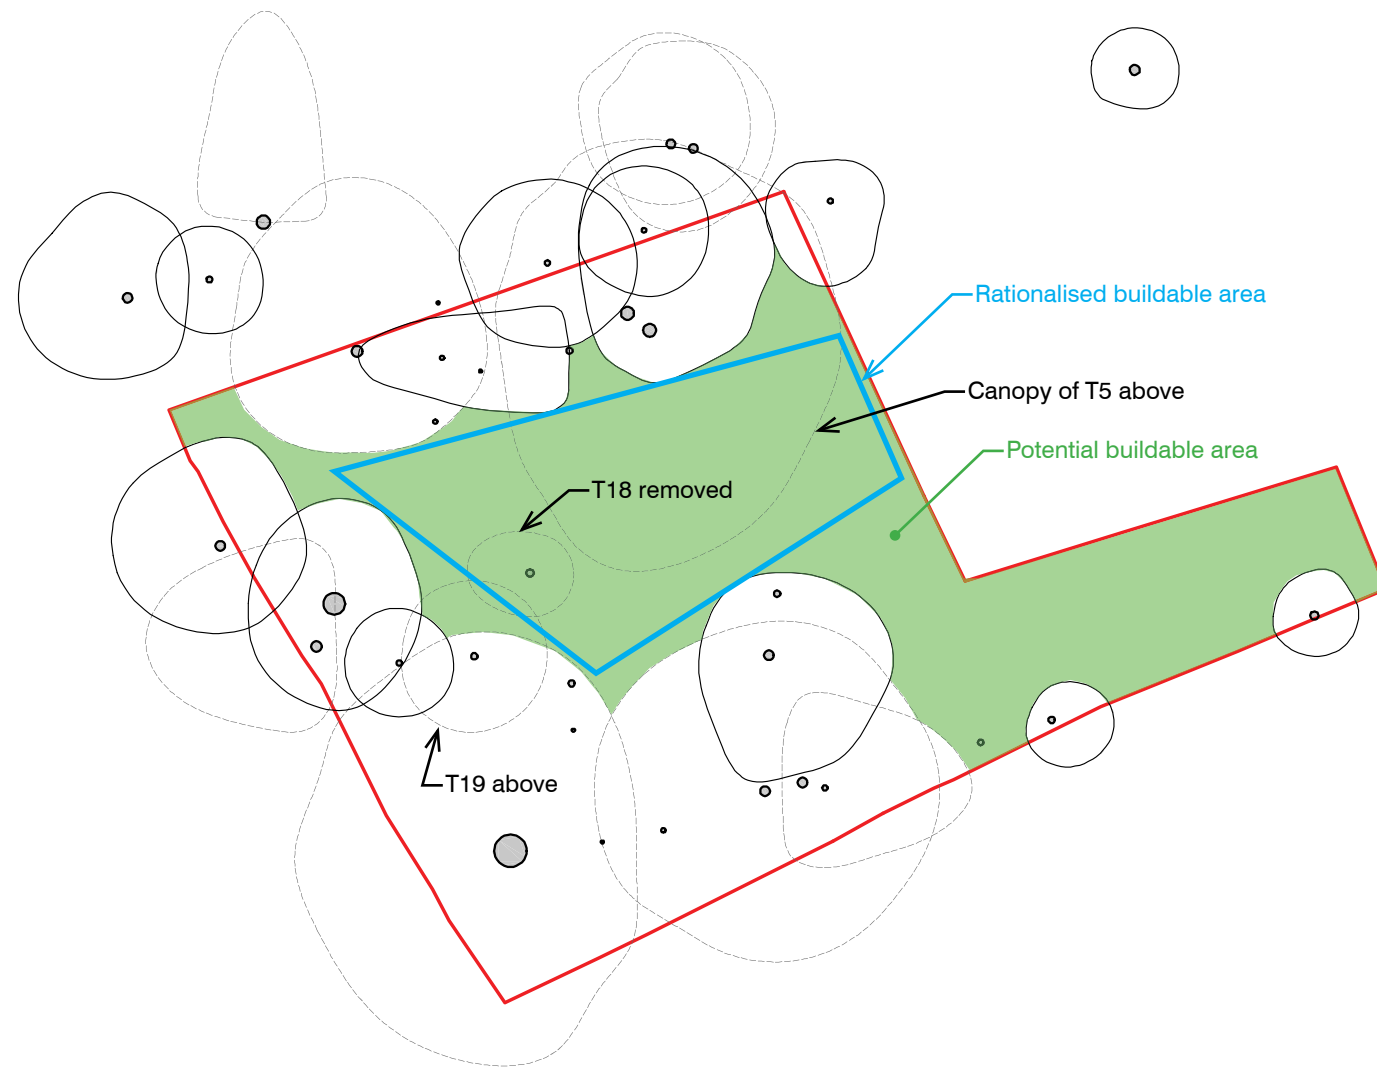 Rationalised buildable area
Canopy of T5 above
Potential buildable area
T18 removed
T19 above